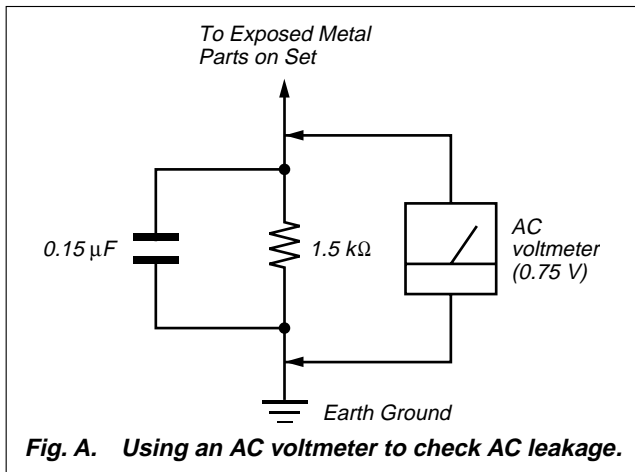 To Exposed Metal
Parts on Set
0.15 µF
1.5 kΩ
AC
voltmeter
(0.75 V)
Earth Ground
Fig. A. Using an AC voltmeter to check AC leakage.